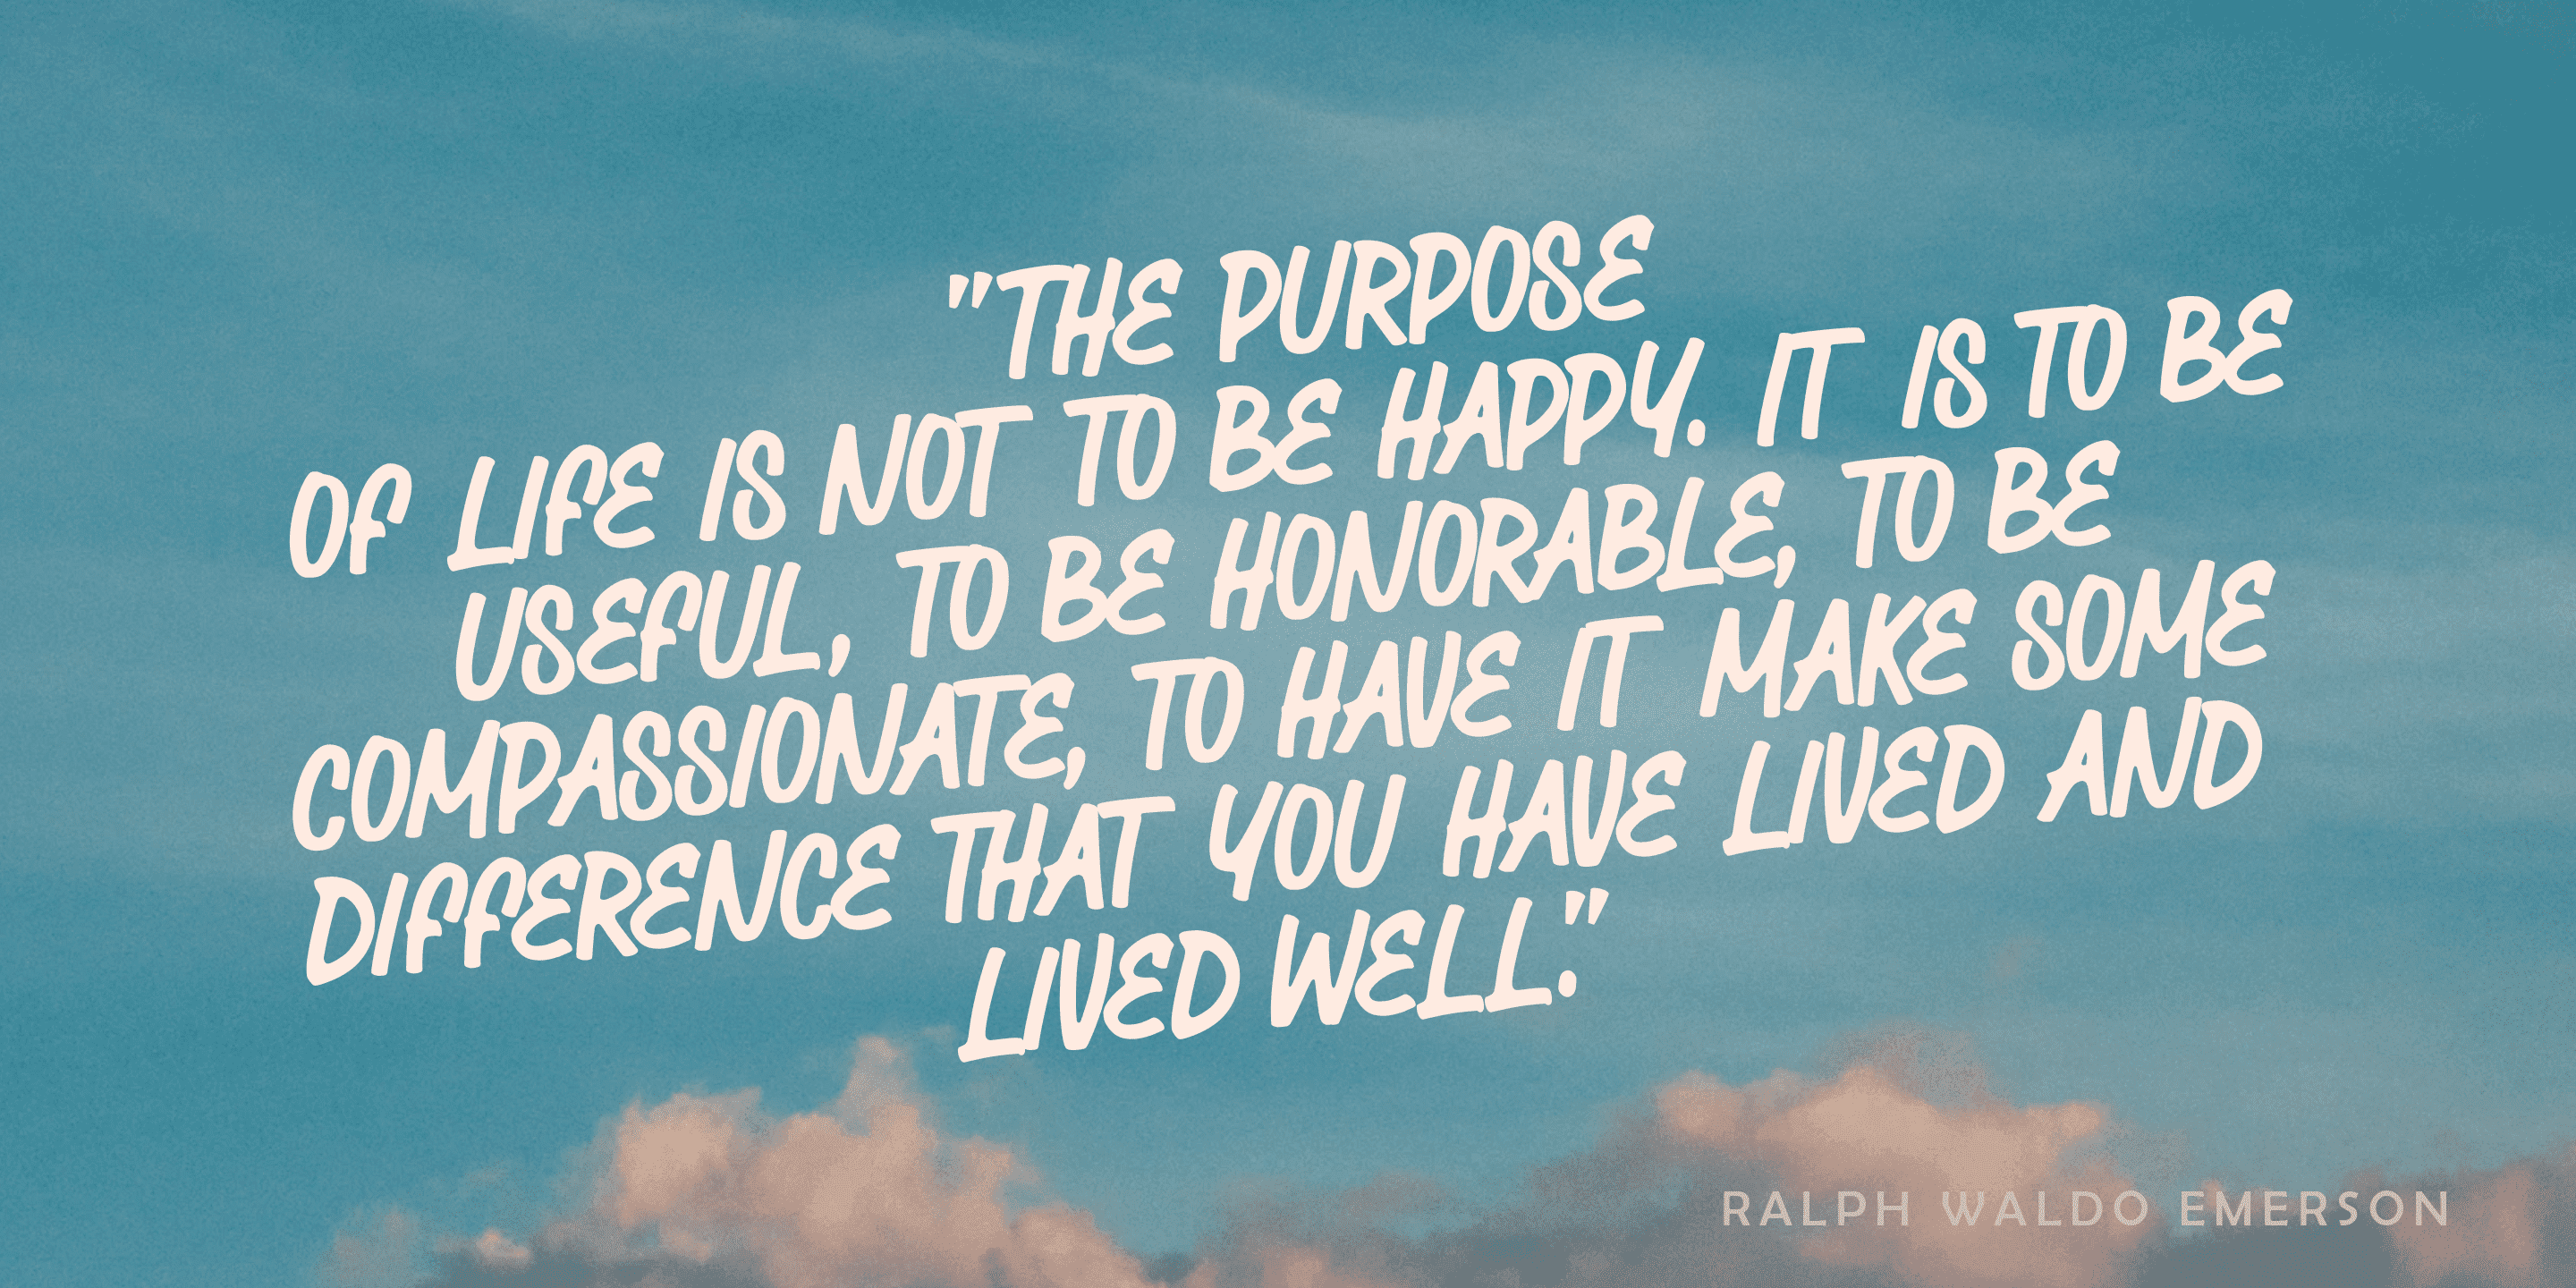 "THE PURPOSE
OF LIFE IS NOT TO BE HAPPY. IT IS TO BE
USEFUL, TO BE HONORABLE, TO BE
COMPASSIONATE, TO HAVE IT MAKE SOME
DIFFERENCE THAT YOU HAVE LIVED AND
LIVED WELL."
RALPH WALDO EMERSON